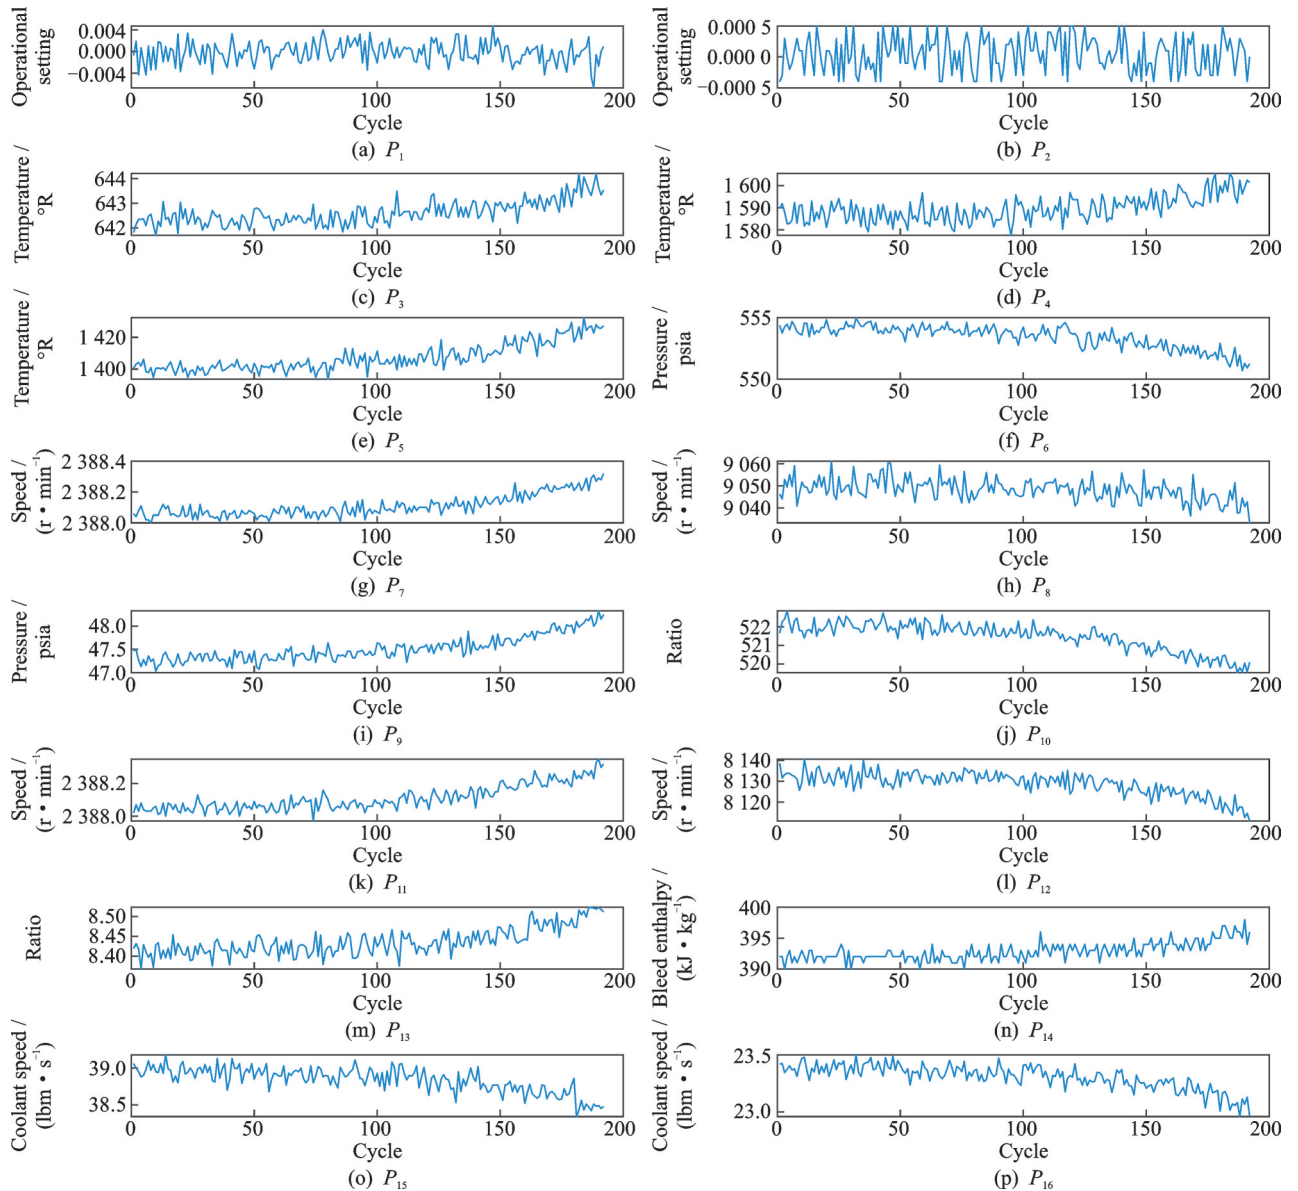 Operational
setting
0.004
0.000
−0.004
0 50 100 150 200
Cycle
(a) P1
Operational
setting
0.000 5
0.000
−0.000 5
0 50 100 150 200
Cycle
(b) P2
Temperature /
°R
644
643
642
0 50 100 150 200
Cycle
(c) P3
Temperature /
°R
1 600
1 590
1 580
0 50 100 150 200
Cycle
(d) P4
Temperature /
°R
1 420
1 400
0 50 100 150 200
Cycle
(e) P5
Pressure /
psia
555
550
0 50 100 150 200
Cycle
(f) P6
Speed /
(r • min⁻¹)
2 388.4
2 388.2
2 388.0
0 50 100 150 200
Cycle
(g) P7
Speed /
(r • min⁻¹)
9 060
9 050
9 040
0 50 100 150 200
Cycle
(h) P8
Pressure /
psia
48.0
47.5
47.0
0 50 100 150 200
Cycle
(i) P9
Ratio
522
521
520
0 50 100 150 200
Cycle
(j) P10
Speed /
(r • min⁻¹)
2 388.2
2 388.0
0 50 100 150 200
Cycle
(k) P11
Speed /
(r • min⁻¹)
8 140
8 130
8 120
0 50 100 150 200
Cycle
(l) P12
Ratio
8.50
8.45
8.40
0 50 100 150 200
Cycle
(m) P13
Bleed enthalpy /
(kJ • kg⁻¹)
400
395
390
0 50 100 150 200
Cycle
(n) P14
Coolant speed /
(lbm • s⁻¹)
39.0
38.5
0 50 100 150 200
Cycle
(o) P15
Coolant speed /
(lbm • s⁻¹)
23.5
23.0
0 50 100 150 200
Cycle
(p) P16